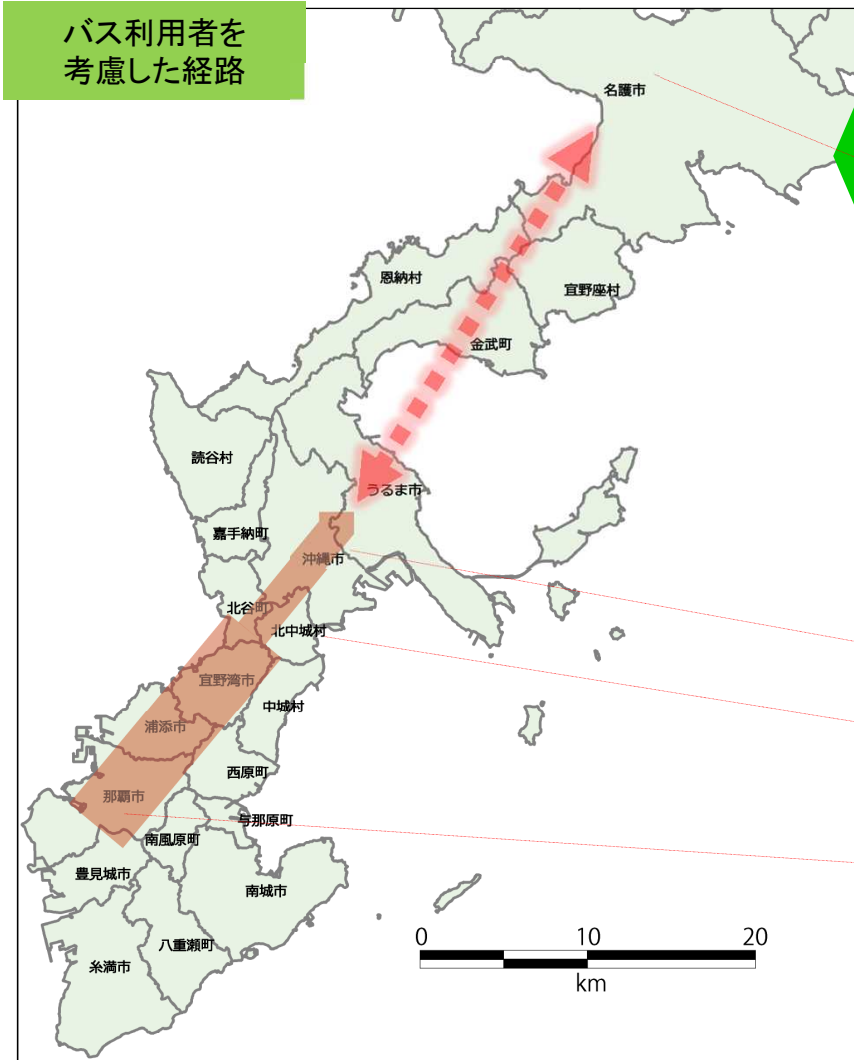 バス利用者を
考慮した経路
名護市
恩納村
宜野座村
金武町
読谷村
うるま市
嘉手納町
沖縄市
北谷町
北中城村
宜野湾市
中城村
浦添市
西原町
那覇市
与那原町
南風原町
豊見城市
南城市
八重瀬町
糸満市
0 10 20
km